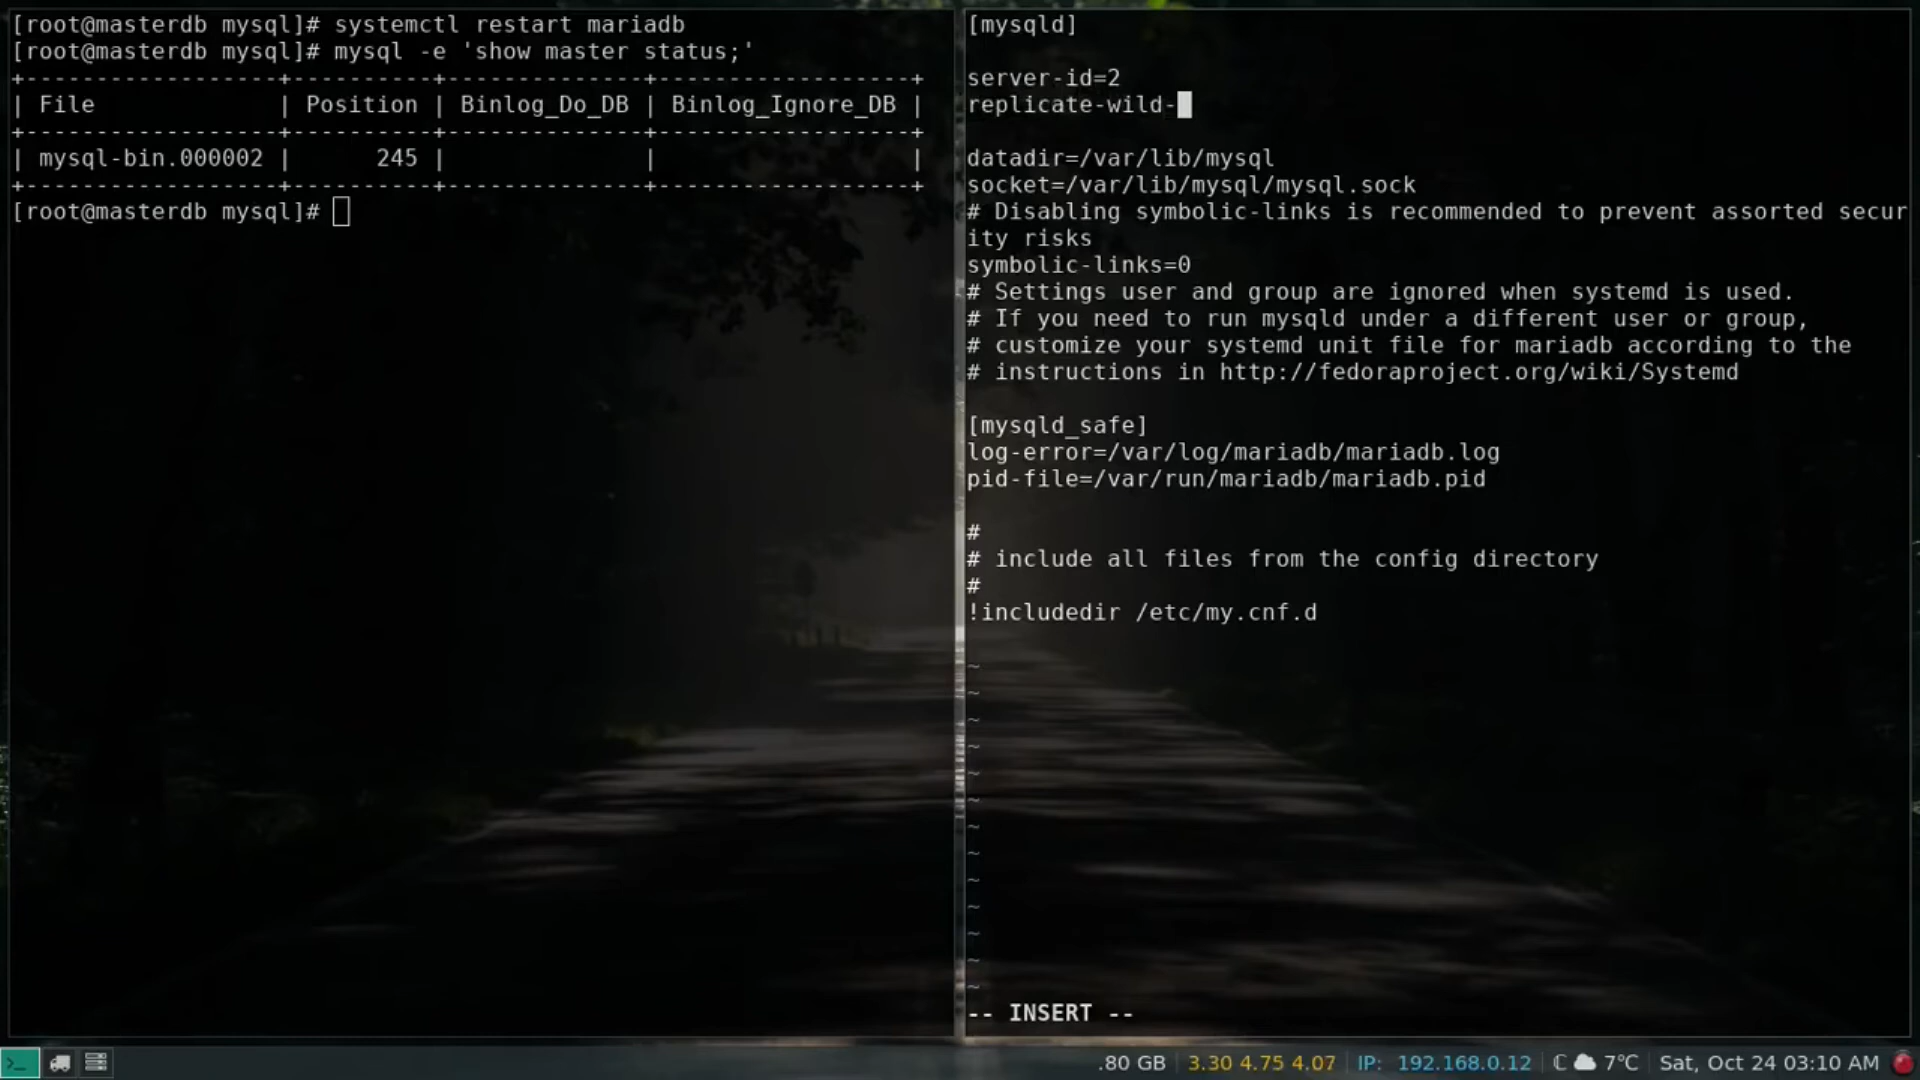 [root@masterdb mysql]# systemctl restart mariadb
[root@masterdb mysql]# mysql -e 'show master status;'
+------------------+----------+--------------+------------------+
| File             | Position | Binlog_Do_DB | Binlog_Ignore_DB |
+------------------+----------+--------------+------------------+
| mysql-bin.000002 |      245 |              |                  |
+------------------+----------+--------------+------------------+
[root@masterdb mysql]#
[mysqld]
server-id=2
replicate-wild-
datadir=/var/lib/mysql
socket=/var/lib/mysql/mysql.sock
# Disabling symbolic-links is recommended to prevent assorted secur
ity risks
symbolic-links=0
# Settings user and group are ignored when systemd is used.
# If you need to run mysqld under a different user or group,
# customize your systemd unit file for mariadb according to the
# instructions in http://fedoraproject.org/wiki/Systemd
[mysqld_safe]
log-error=/var/log/mariadb/mariadb.log
pid-file=/var/run/mariadb/mariadb.pid
#
# include all files from the config directory
#
!includedir /etc/my.cnf.d
~
~
~
~
~
~
~
~
~
~
~
~
~
-- INSERT --
.80 GB | 3.30 4.75 4.07 | IP: 192.168.0.12 | 7°C | Sat, Oct 24 03:10 AM